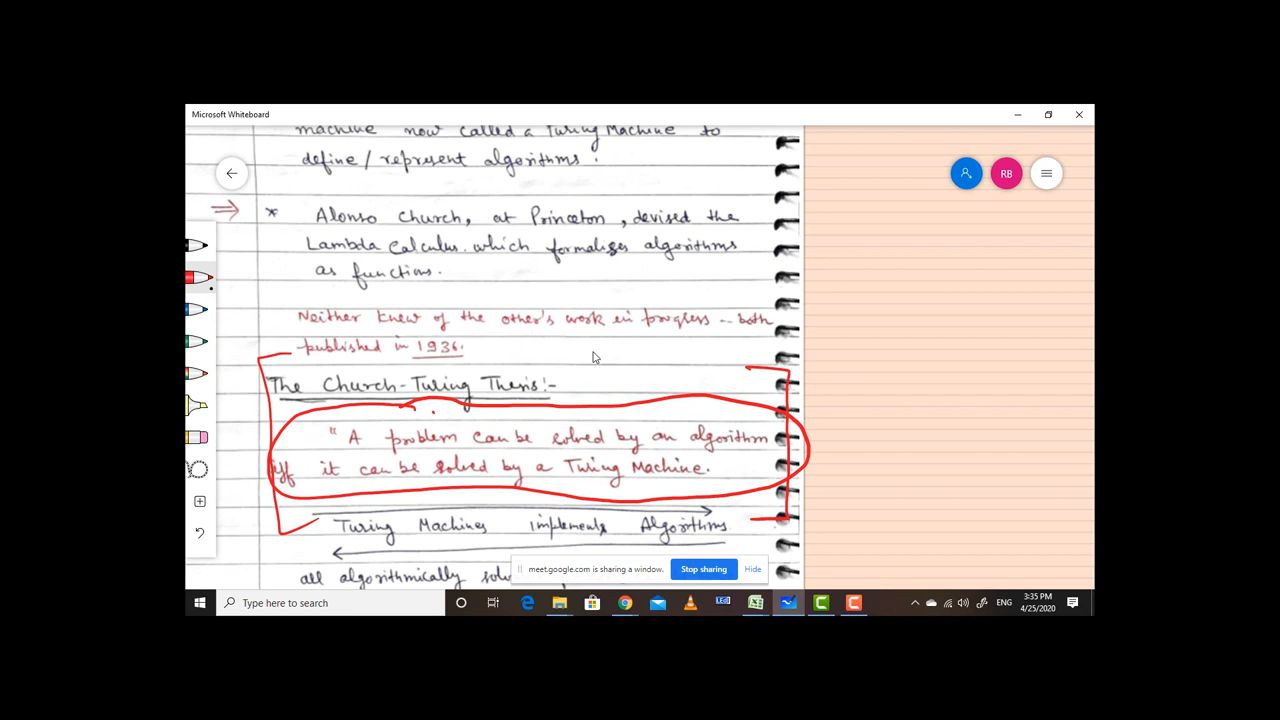 Microsoft Whiteboard
machine now called a Turing Machine to
define/represent algorithms.
RB
* Alonso Church, at Princeton, devised the
Lambda Calculus which formalizes algorithms
as functions.
Neither knew of the other's work in progress -- both
published in 1936.
The Church-Turing Thesis:-
"A problem can be solved by an algorithm
iff it can be solved by a Turing Machine.
Turing Machines implements Algorithms
meet.google.com is sharing a window. Stop sharing Hide
all algorithmically
Type here to search
ENG
3:35 PM
4/25/2020